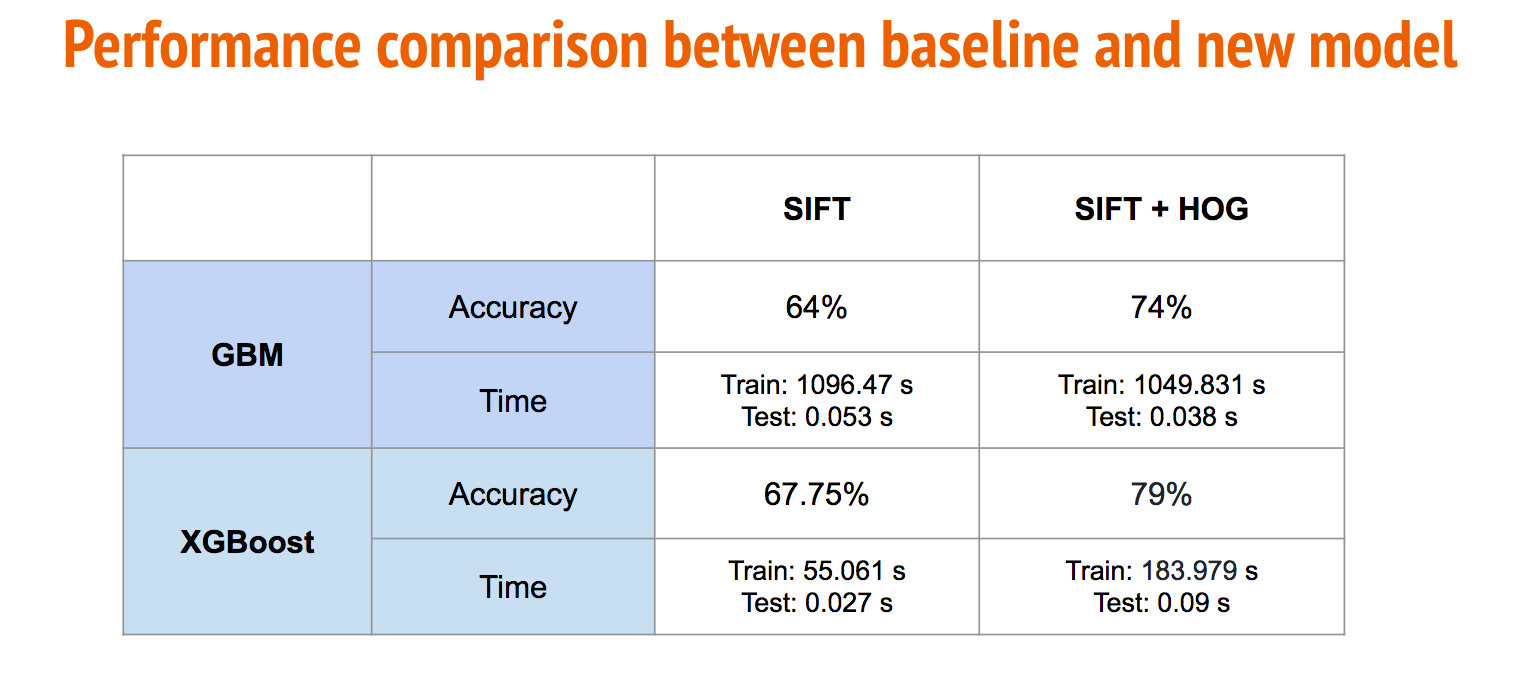 Performance comparison between baseline and new model
SIFT
SIFT + HOG
GBM
Accuracy
64%
74%
Time
Train: 1096.47 s
Test: 0.053 s
Train: 1049.831 s
Test: 0.038 s
XGBoost
Accuracy
67.75%
79%
Time
Train: 55.061 s
Test: 0.027 s
Train: 183.979 s
Test: 0.09 s